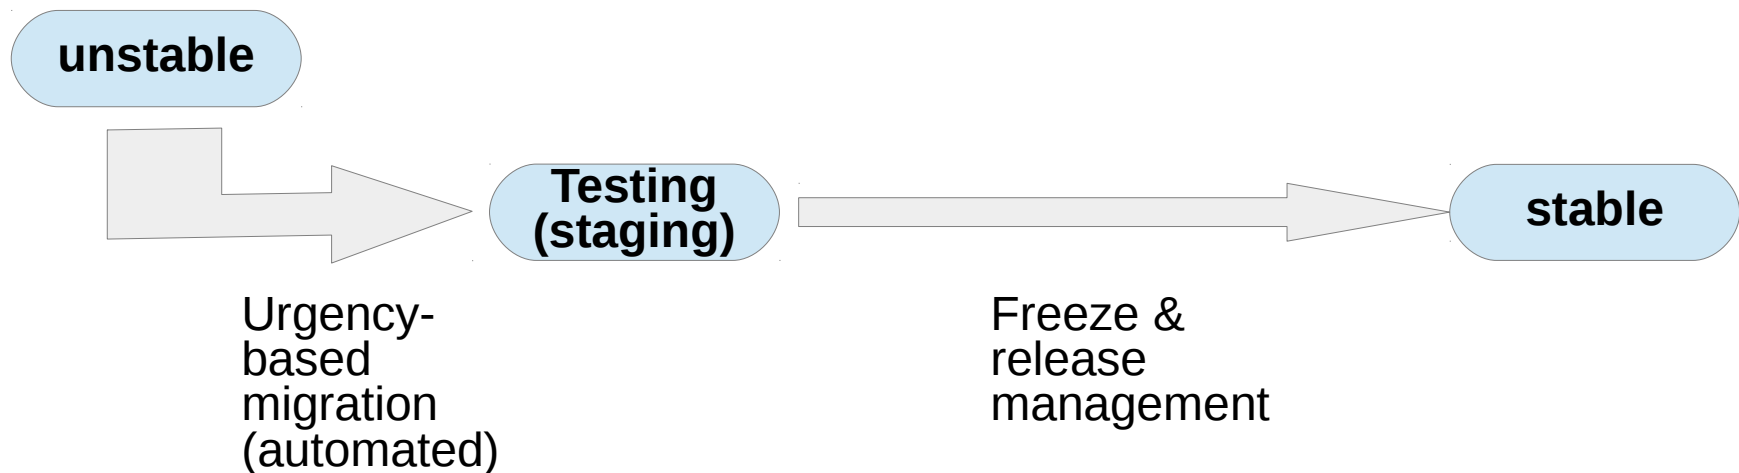 unstable
Testing
(staging)
stable
Urgency-
based
migration
(automated)
Freeze &
release
management